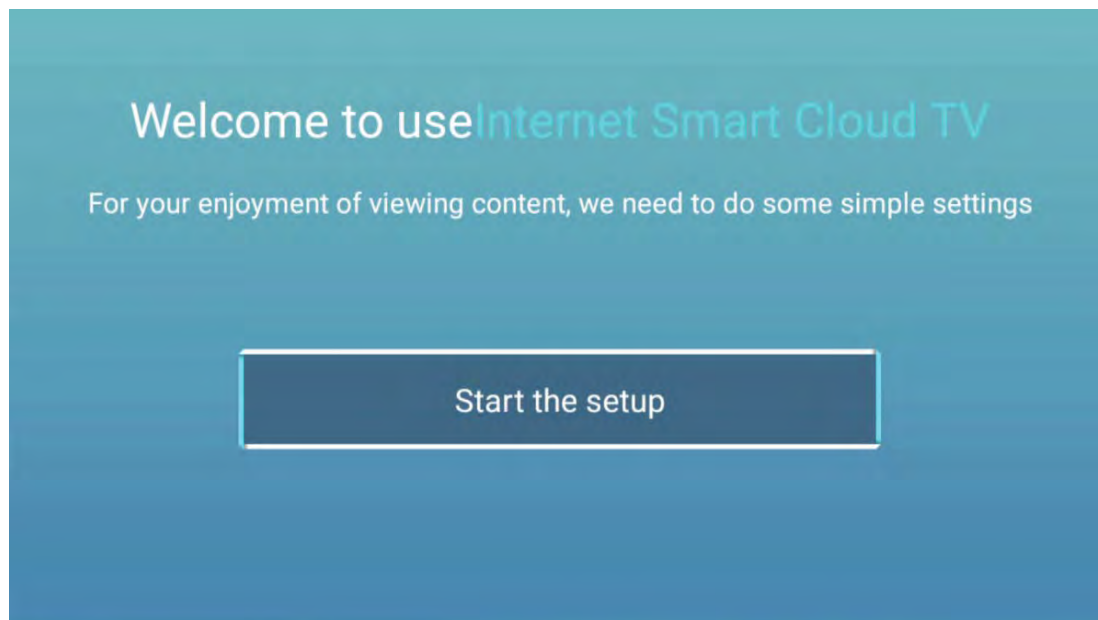 Welcome to useInternet Smart Cloud TV
For your enjoyment of viewing content, we need to do some simple settings
Start the setup